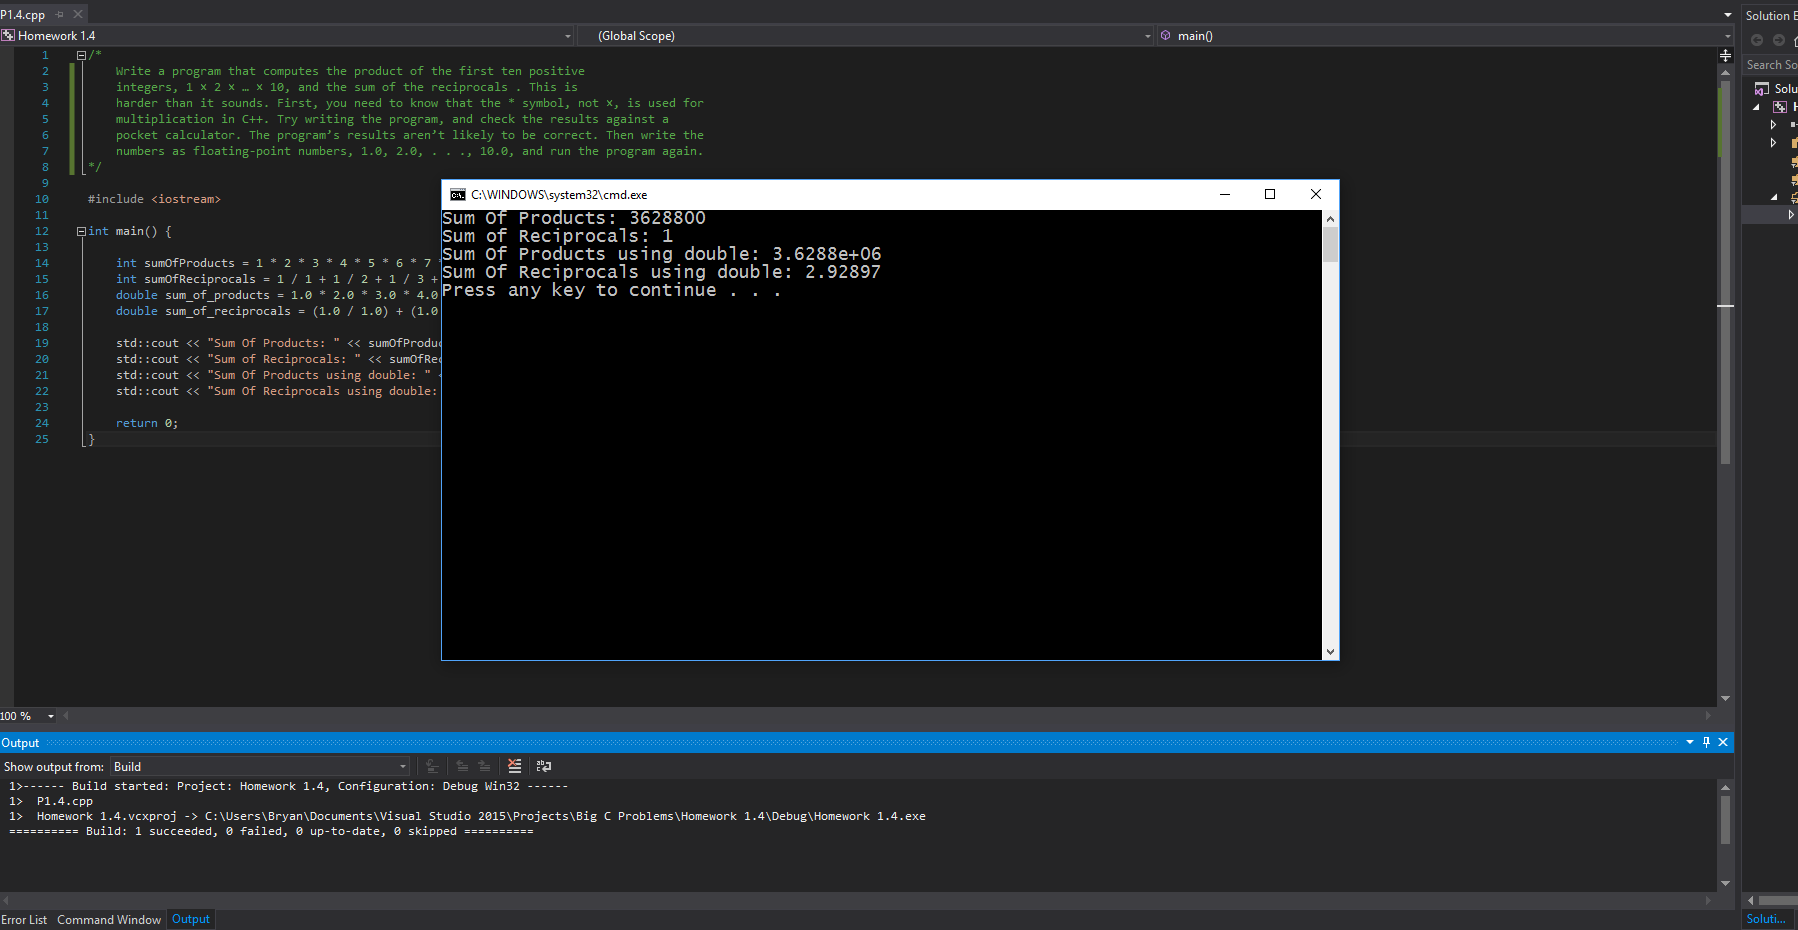 P1.4.cpp
Solution E
Homework 1.4
(Global Scope)
main()
Search So
Solu
1 /*
2 Write a program that computes the product of the first ten positive
3 integers, 1 × 2 × … × 10, and the sum of the reciprocals . This is
4 harder than it sounds. First, you need to know that the * symbol, not ×, is used for
5 multiplication in C++. Try writing the program, and check the results against a
6 pocket calculator. The program’s results aren’t likely to be correct. Then write the
7 numbers as floating-point numbers, 1.0, 2.0, . . ., 10.0, and run the program again.
8 */
9
10 #include <iostream>
11
12 int main() {
13
14 int sumOfProducts = 1 * 2 * 3 * 4 * 5 * 6 * 7
15 int sumOfReciprocals = 1 / 1 + 1 / 2 + 1 / 3 +
16 double sum_of_products = 1.0 * 2.0 * 3.0 * 4.0
17 double sum_of_reciprocals = (1.0 / 1.0) + (1.0
18
19 std::cout << "Sum Of Products: " << sumOfProduc
20 std::cout << "Sum of Reciprocals: " << sumOfRec
21 std::cout << "Sum Of Products using double: "
22 std::cout << "Sum Of Reciprocals using double:
23
24 return 0;
25 }
C:\WINDOWS\system32\cmd.exe
Sum Of Products: 3628800
Sum of Reciprocals: 1
Sum Of Products using double: 3.6288e+06
Sum Of Reciprocals using double: 2.92897
Press any key to continue . . .
100 %
Output
Show output from: Build
1>------ Build started: Project: Homework 1.4, Configuration: Debug Win32 ------
1> P1.4.cpp
1> Homework 1.4.vcxproj -> C:\Users\Bryan\Documents\Visual Studio 2015\Projects\Big C Problems\Homework 1.4\Debug\Homework 1.4.exe
========== Build: 1 succeeded, 0 failed, 0 up-to-date, 0 skipped ==========
Error List Command Window Output
Soluti...